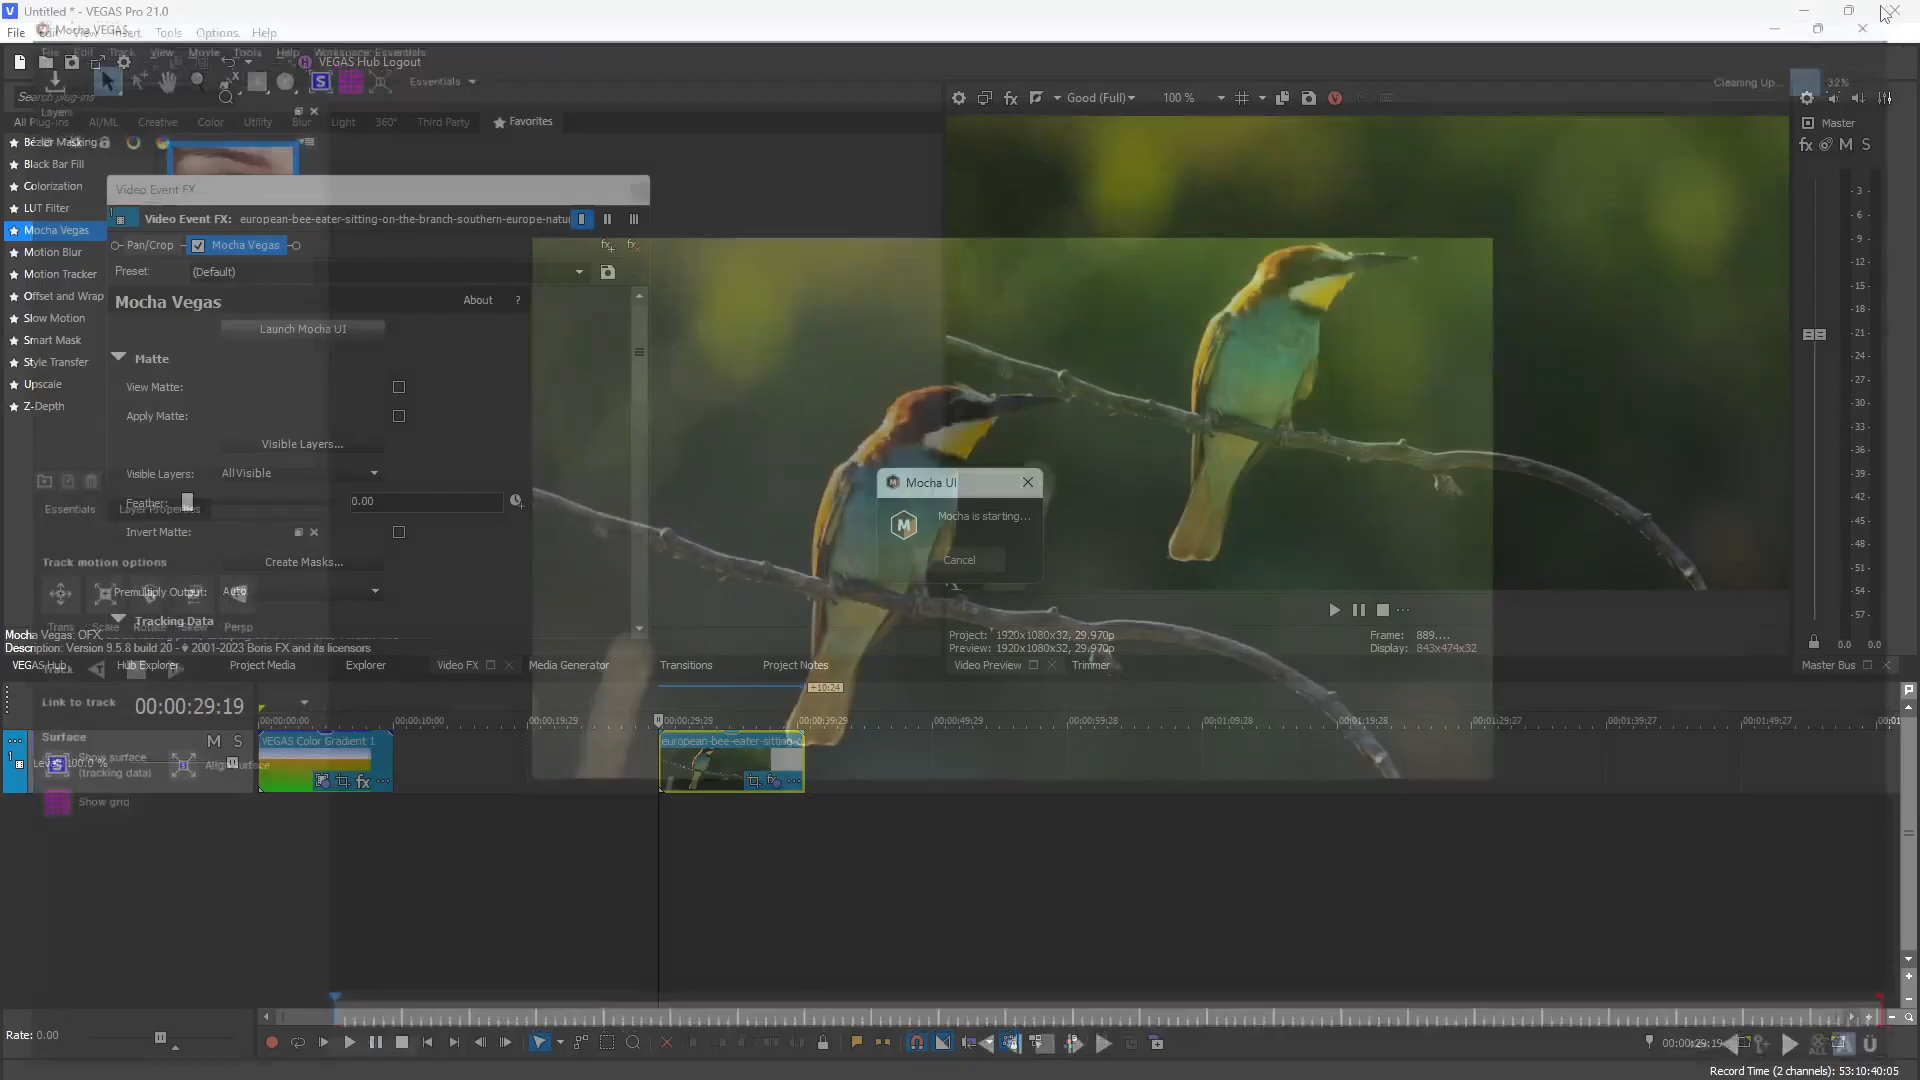 Untitled * - VEGAS Pro 21.0
Mocha VEGAS
File Edit View Insert Tools Options Help
File Edit Track View Movie Tools Help Workspace: Essentials
VEGAS Hub Logout
Essentials
Cleaning Up... 32%
Search plug-ins
Layers
Good (Full) 100 %
All Plug-ins AI/ML Creative Color Utility Blur Light 360° Third Party Favorites
Master
fx M S
Bézier Masking
Black Bar Fill
Colorization
LUT Filter
Mocha Vegas
Motion Blur
Motion Tracker
Offset and Wrap
Slow Motion
Smart Mask
Style Transfer
Upscale
Z-Depth
Video Event FX
Video Event FX: european-bee-eater-sitting-on-the-branch-southern-europe-natu
Pan/Crop Mocha Vegas
Preset: (Default)
Mocha Vegas About ?
Launch Mocha UI
Matte
View Matte:
Apply Matte:
Visible Layers...
Visible Layers: All Visible
Feather: 0.00
Invert Matte:
Create Masks...
Premultiply Output: Auto
Tracking Data
Essentials Layer Properties
Track motion options
Trans Scale Rotate Skew Persp
Mocha UI
Mocha is starting...
Cancel
- 3 -
- 6 -
- 9 -
- 12 -
- 15 -
- 18 -
- 21 -
- 24 -
- 27 -
- 30 -
- 33 -
- 36 -
- 39 -
- 42 -
- 45 -
- 48 -
- 51 -
- 54 -
- 57 -
0.0 0.0
Mocha Vegas: OFX,
Description: Version 9.5.8 build 20 - © 2001-2023 Boris FX and its licensors
Project: 1920x1080x32, 29.970p
Preview: 1920x1080x32, 29.970p
Frame: 889....
Display: 843x474x32
VEGAS Hub Hub Explorer Project Media Explorer Video FX Media Generator Transitions Project Notes
Video Preview Trimmer
Master Bus
Track
Link to track
00:00:29:19
+10:24
00:00:00:00 00:00:10:00 00:00:19:29 00:00:29:29 00:00:39:29 00:00:49:29 00:00:59:28 00:01:09:28 00:01:19:28 00:01:29:27 00:01:39:27 00:01:49:27 00:01
Surface
M S
Level: 100.0 %
Show surface
(tracking data)
Align surface
Show grid
VEGAS Color Gradient 1
european-bee-eater-sitting-o
Rate: 0.00
00:00:29:19
ALL
Record Time (2 channels): 53:10:40:05